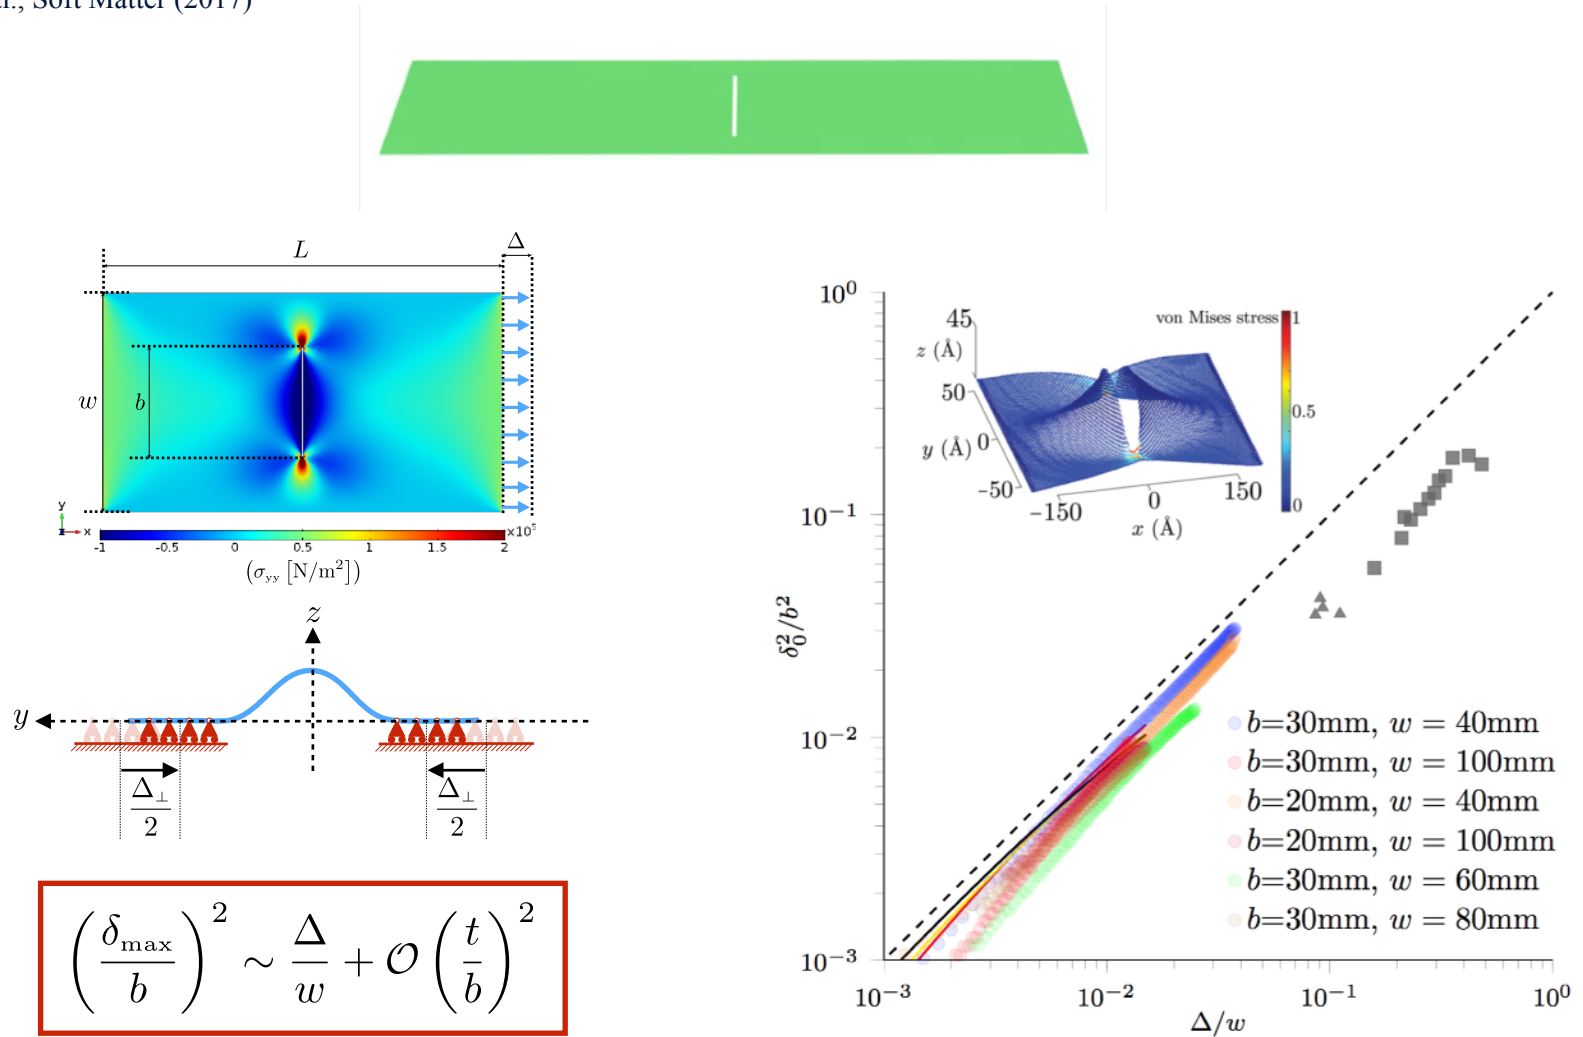 Soft Matter (2017)
L
Δ
w
b
y
x
-1 -0.5 0 0.5 1 1.5 2 ×10⁵
(σ_yy [N/m²])
z
y
Δ⊥/2
Δ⊥/2
(δ_max/b)² ~ Δ/w + 𝒪(t/b)²
10⁰
10⁻¹
10⁻²
10⁻³
δ₀²/b²
45
z (Å)
50
y (Å) 0
−50
−150 0 150
x (Å)
von Mises stress
1
0.5
0
b=30mm, w = 40mm
b=30mm, w = 100mm
b=20mm, w = 40mm
b=20mm, w = 100mm
b=30mm, w = 60mm
b=30mm, w = 80mm
10⁻³ 10⁻² 10⁻¹ 10⁰
Δ/w